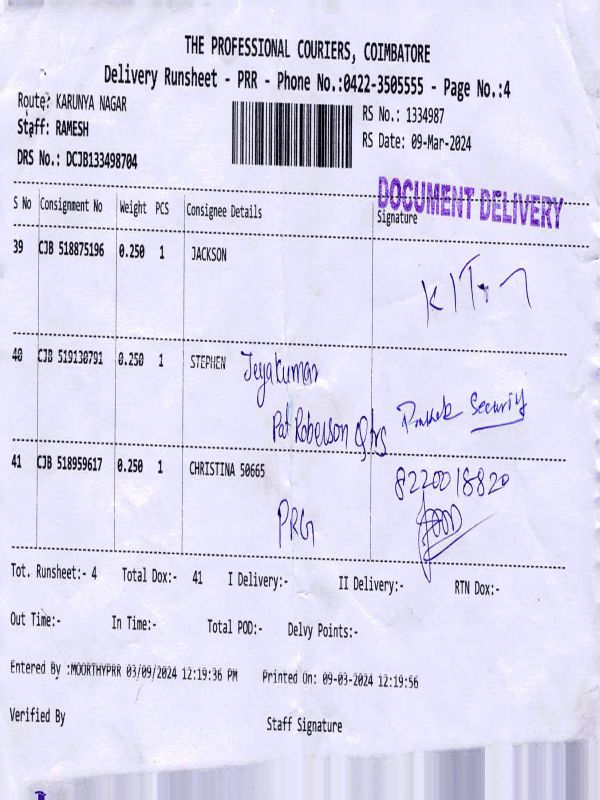 THE PROFESSIONAL COURIERS, COIMBATORE
Delivery Runsheet - PRR - Phone No.:0422-3505555 - Page No.:4
Route: KARUNYA NAGAR
RS No.: 1334987
Staff: RAMESH
RS Date: 09-Mar-2024
DRS No.: DCJB133498704
DOCUMENT DELIVERY
S No Consignment No Weight PCS Consignee Details Signature
39 CJB 518875196 0.250 1 JACKSON
40 CJB 519130791 0.250 1 STEPHEN Jeyakumar
Pat Roberson Qtrs Security
41 CJB 518959617 0.250 1 CHRISTINA 50665 8220018820
PRG
Tot. Runsheet:- 4 Total Dox:- 41 I Delivery:- II Delivery:- RTN Dox:-
Out Time:- In Time:- Total POD:- Delvy Points:-
Entered By :MOORTHYPRR 03/09/2024 12:19:36 PM Printed On: 09-03-2024 12:19:56
Verified By Staff Signature